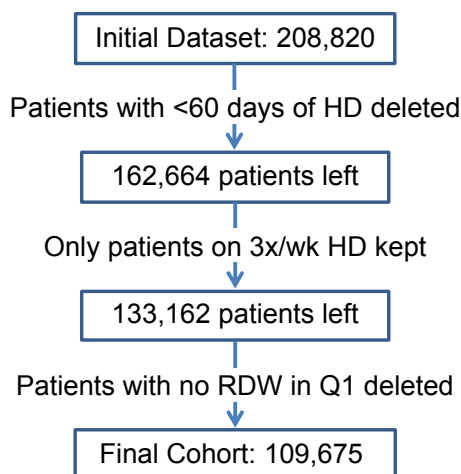 Initial Dataset: 208,820
Patients with <60 days of HD deleted
162,664 patients left
Only patients on 3x/wk HD kept
133,162 patients left
Patients with no RDW in Q1 deleted
Final Cohort: 109,675